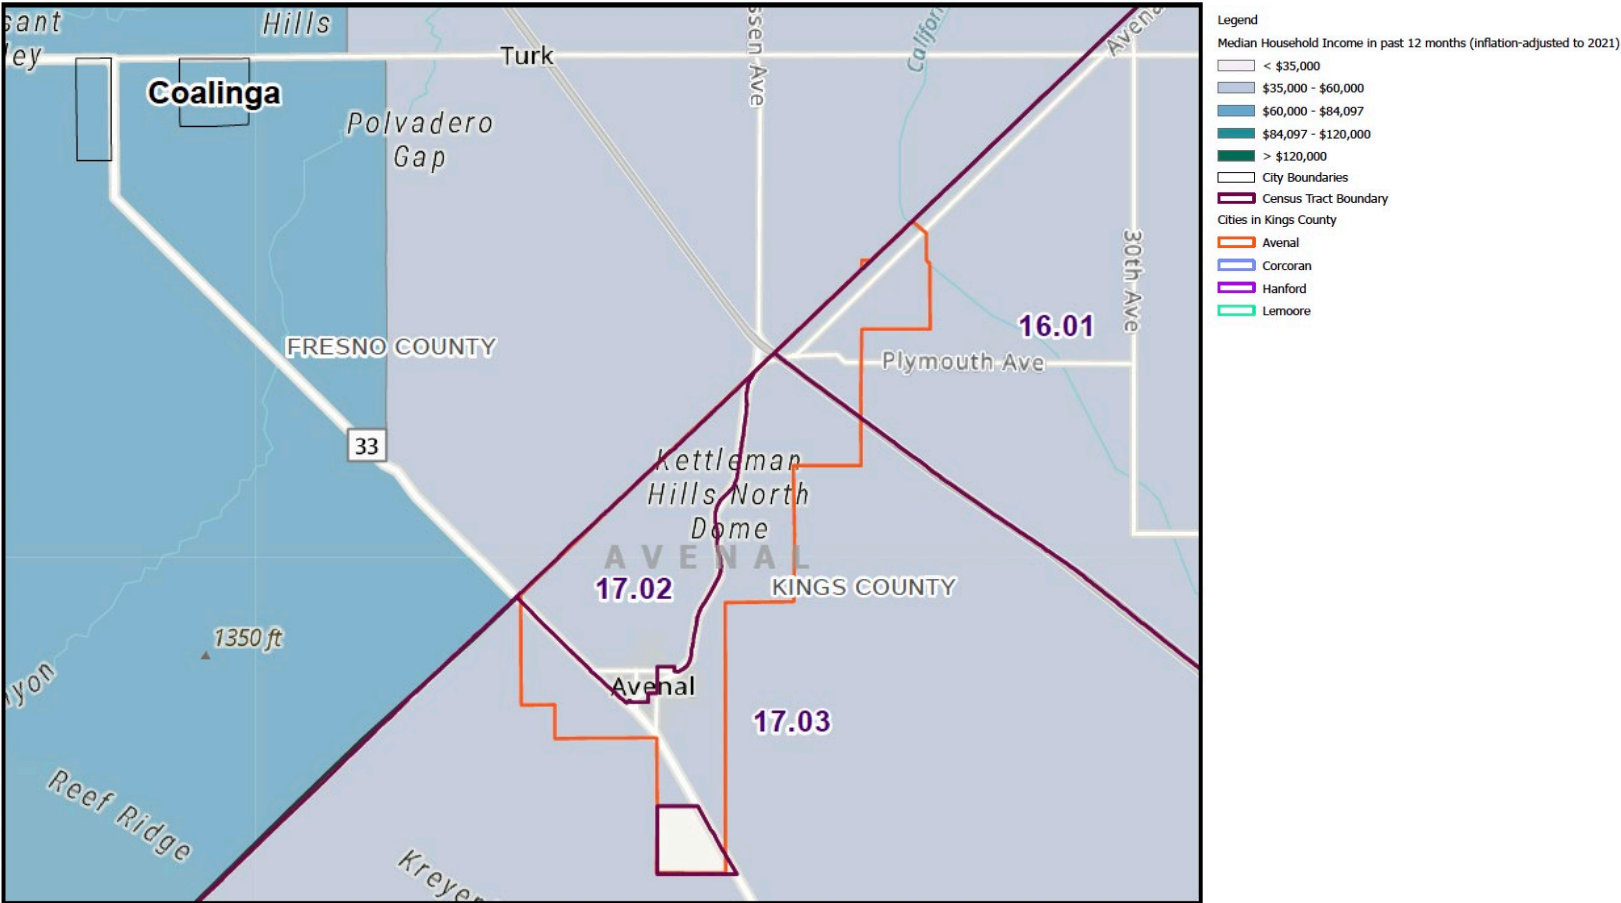 sant
ley
Hills
Turk
ssen Ave
Califor
Avena
Coalinga
Polvadero
Gap
30th Ave
16.01
FRESNO COUNTY
Plymouth Ave
33
Kettleman
Hills North
Dome
AVENAL
17.02
KINGS COUNTY
1350 ft
nyon
Avenal
17.03
Reef Ridge
Kreyen
Legend
Median Household Income in past 12 months (inflation-adjusted to 2021)
< $35,000
$35,000 - $60,000
$60,000 - $84,097
$84,097 - $120,000
> $120,000
City Boundaries
Census Tract Boundary
Cities in Kings County
Avenal
Corcoran
Hanford
Lemoore